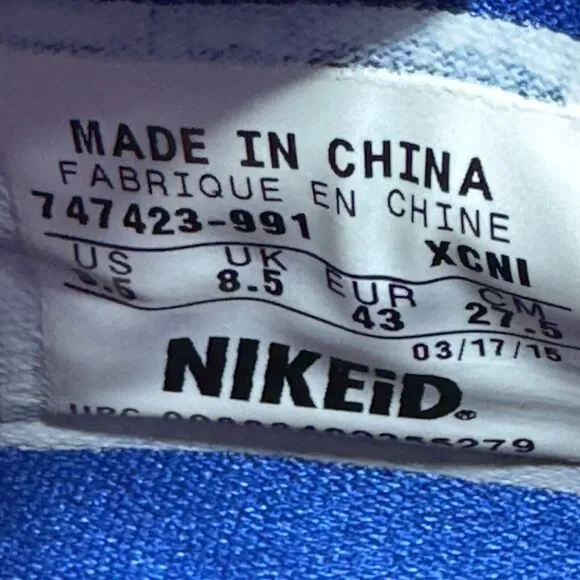 MADE IN CHINA
FABRIQUE EN CHINE
747423-991 XCNI
US UK EUR CM
8.5 43 27.5
03/17/15
NIKEiD®